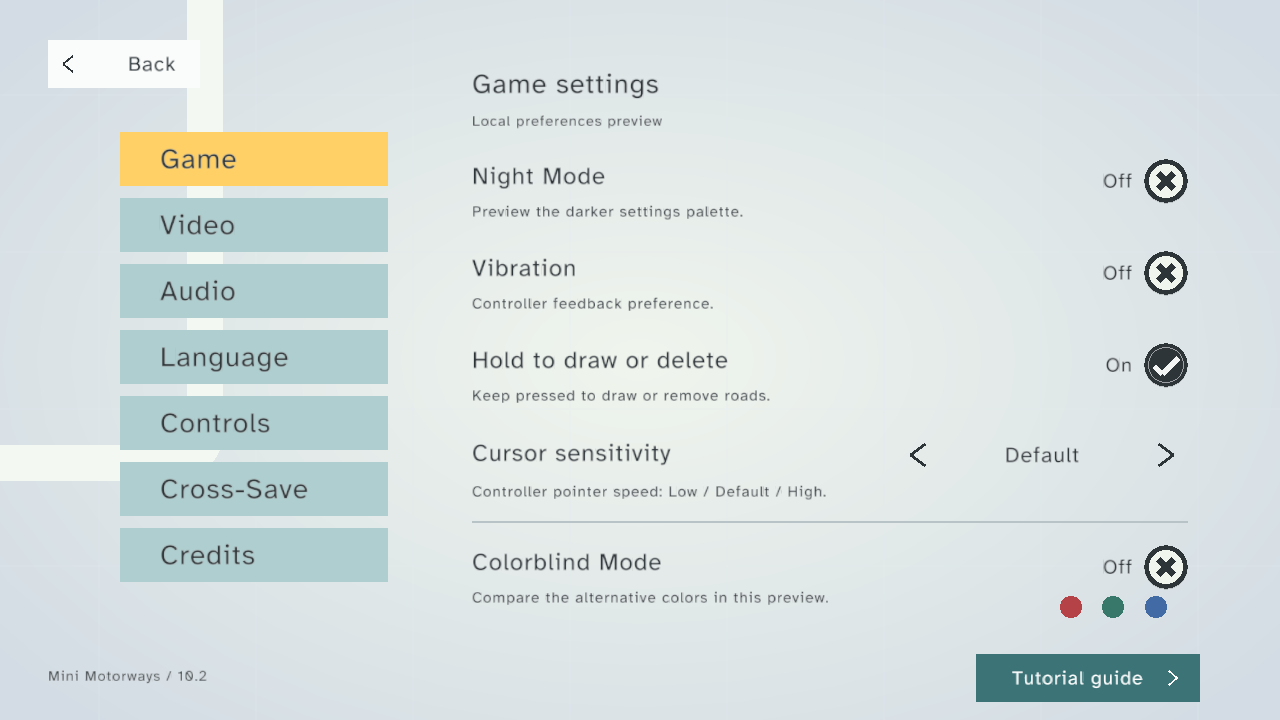 Back
Game
Video
Audio
Language
Controls
Cross-Save
Credits
Mini Motorways / 10.2
Game settings
Local preferences preview
Night Mode
Off
Preview the darker settings palette.
Vibration
Off
Controller feedback preference.
Hold to draw or delete
On
Keep pressed to draw or remove roads.
Cursor sensitivity
Default
Controller pointer speed: Low / Default / High.
Colorblind Mode
Off
Compare the alternative colors in this preview.
Tutorial guide